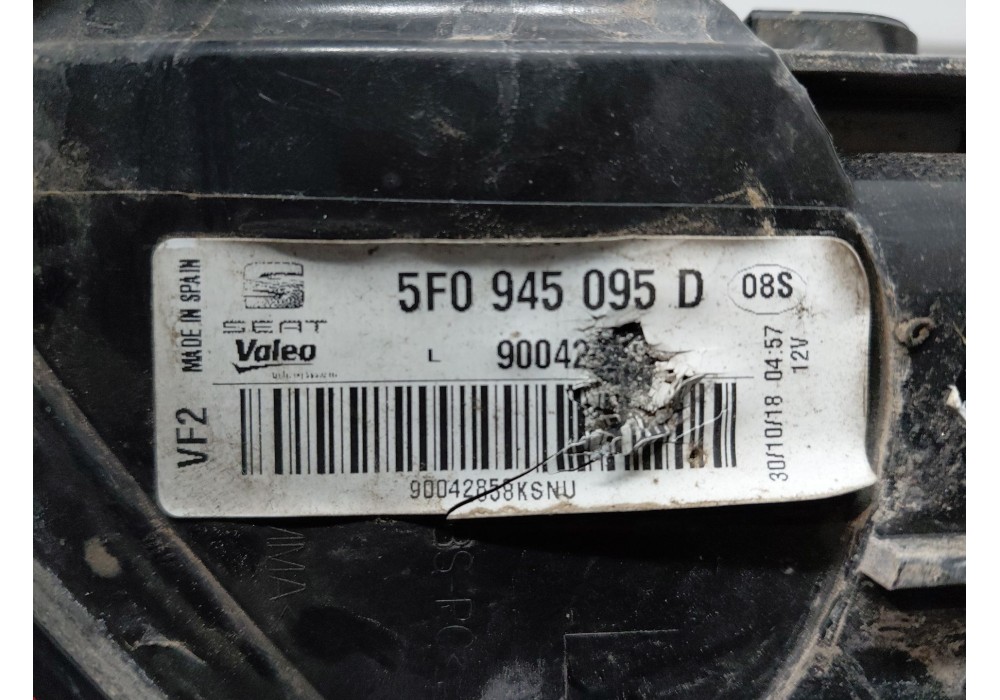 MADE IN SPAIN
SEAT
Valeo
5F0 945 095 D
08S
L 90042
VF2
90042858KSNU
30/10/18 04:57
12V